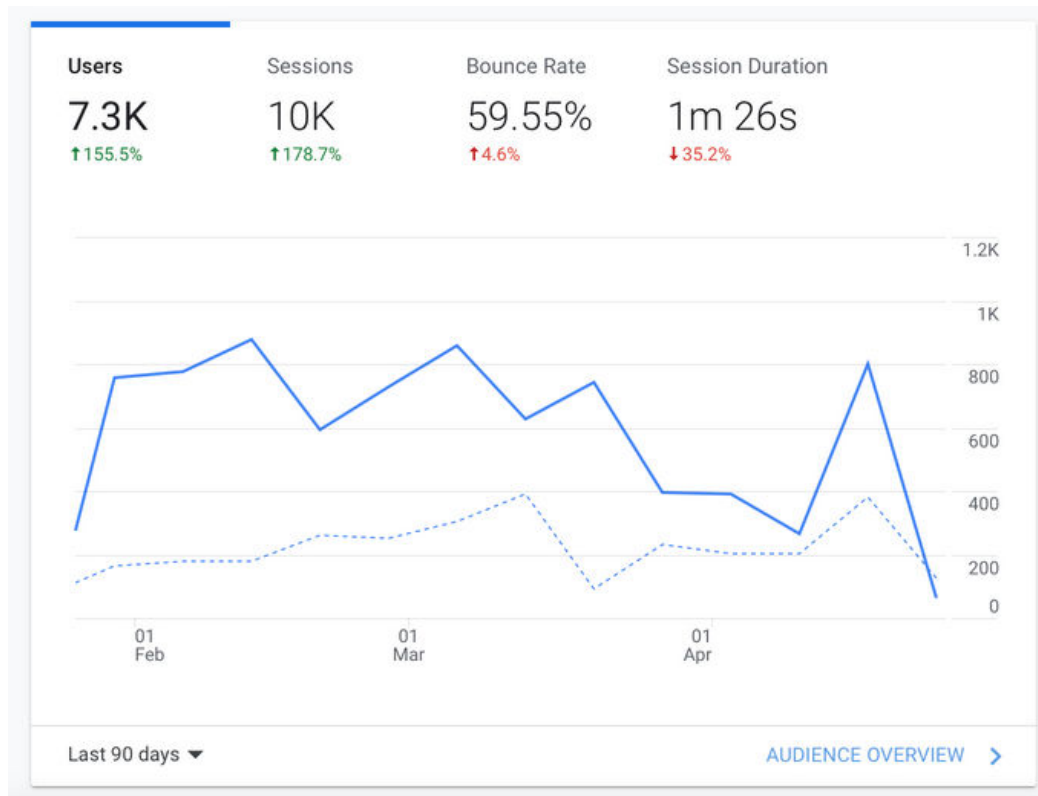 Users Sessions Bounce Rate Session Duration
7.3K 10K 59.55% 1m 26s
↑155.5% ↑178.7% ↑4.6% ↓35.2%
1.2K
1K
800
600
400
200
0
01 01 01
Feb Mar Apr
Last 90 days AUDIENCE OVERVIEW